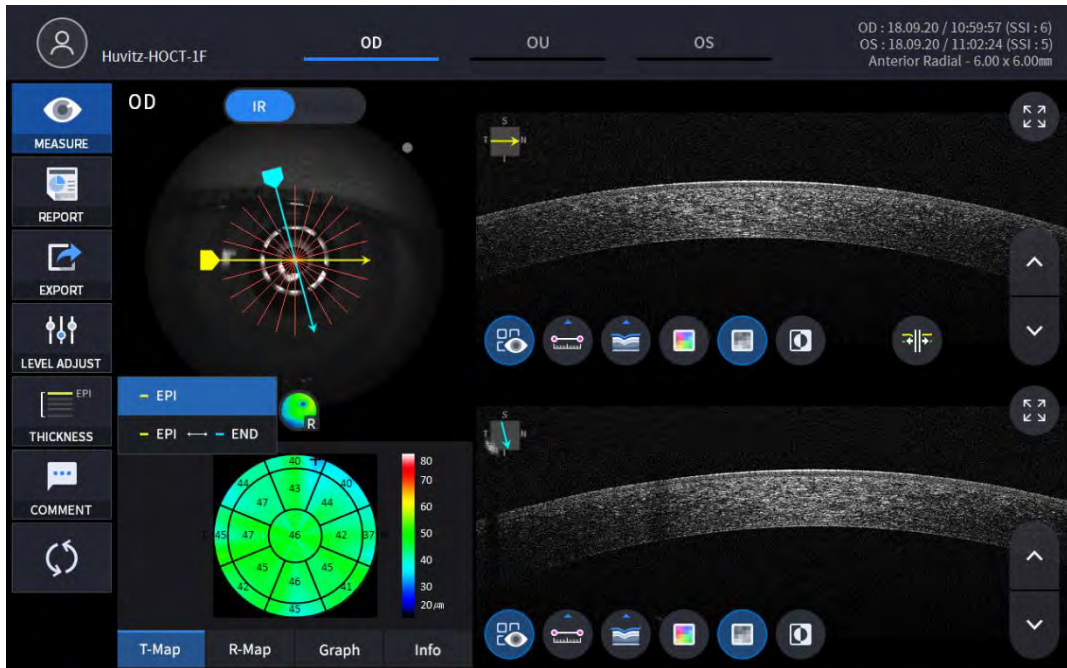 Huvitz-HOCT-1F
OD
OU
OS
OD : 18.09.20 / 10:59:57 (SSI : 6)
OS : 18.09.20 / 11:02:24 (SSI : 5)
Anterior Radial - 6.00 x 6.00mm
MEASURE
REPORT
EXPORT
LEVEL ADJUST
EPI
THICKNESS
COMMENT
OD
IR
S
T N
I
- EPI
- EPI ↔ - END
R
40
44 43 40
47 44
45 47 46 42 37
45 45
42 46 41
45
80
70
60
50
40
30
20 μm
S
T N
I
T-Map
R-Map
Graph
Info